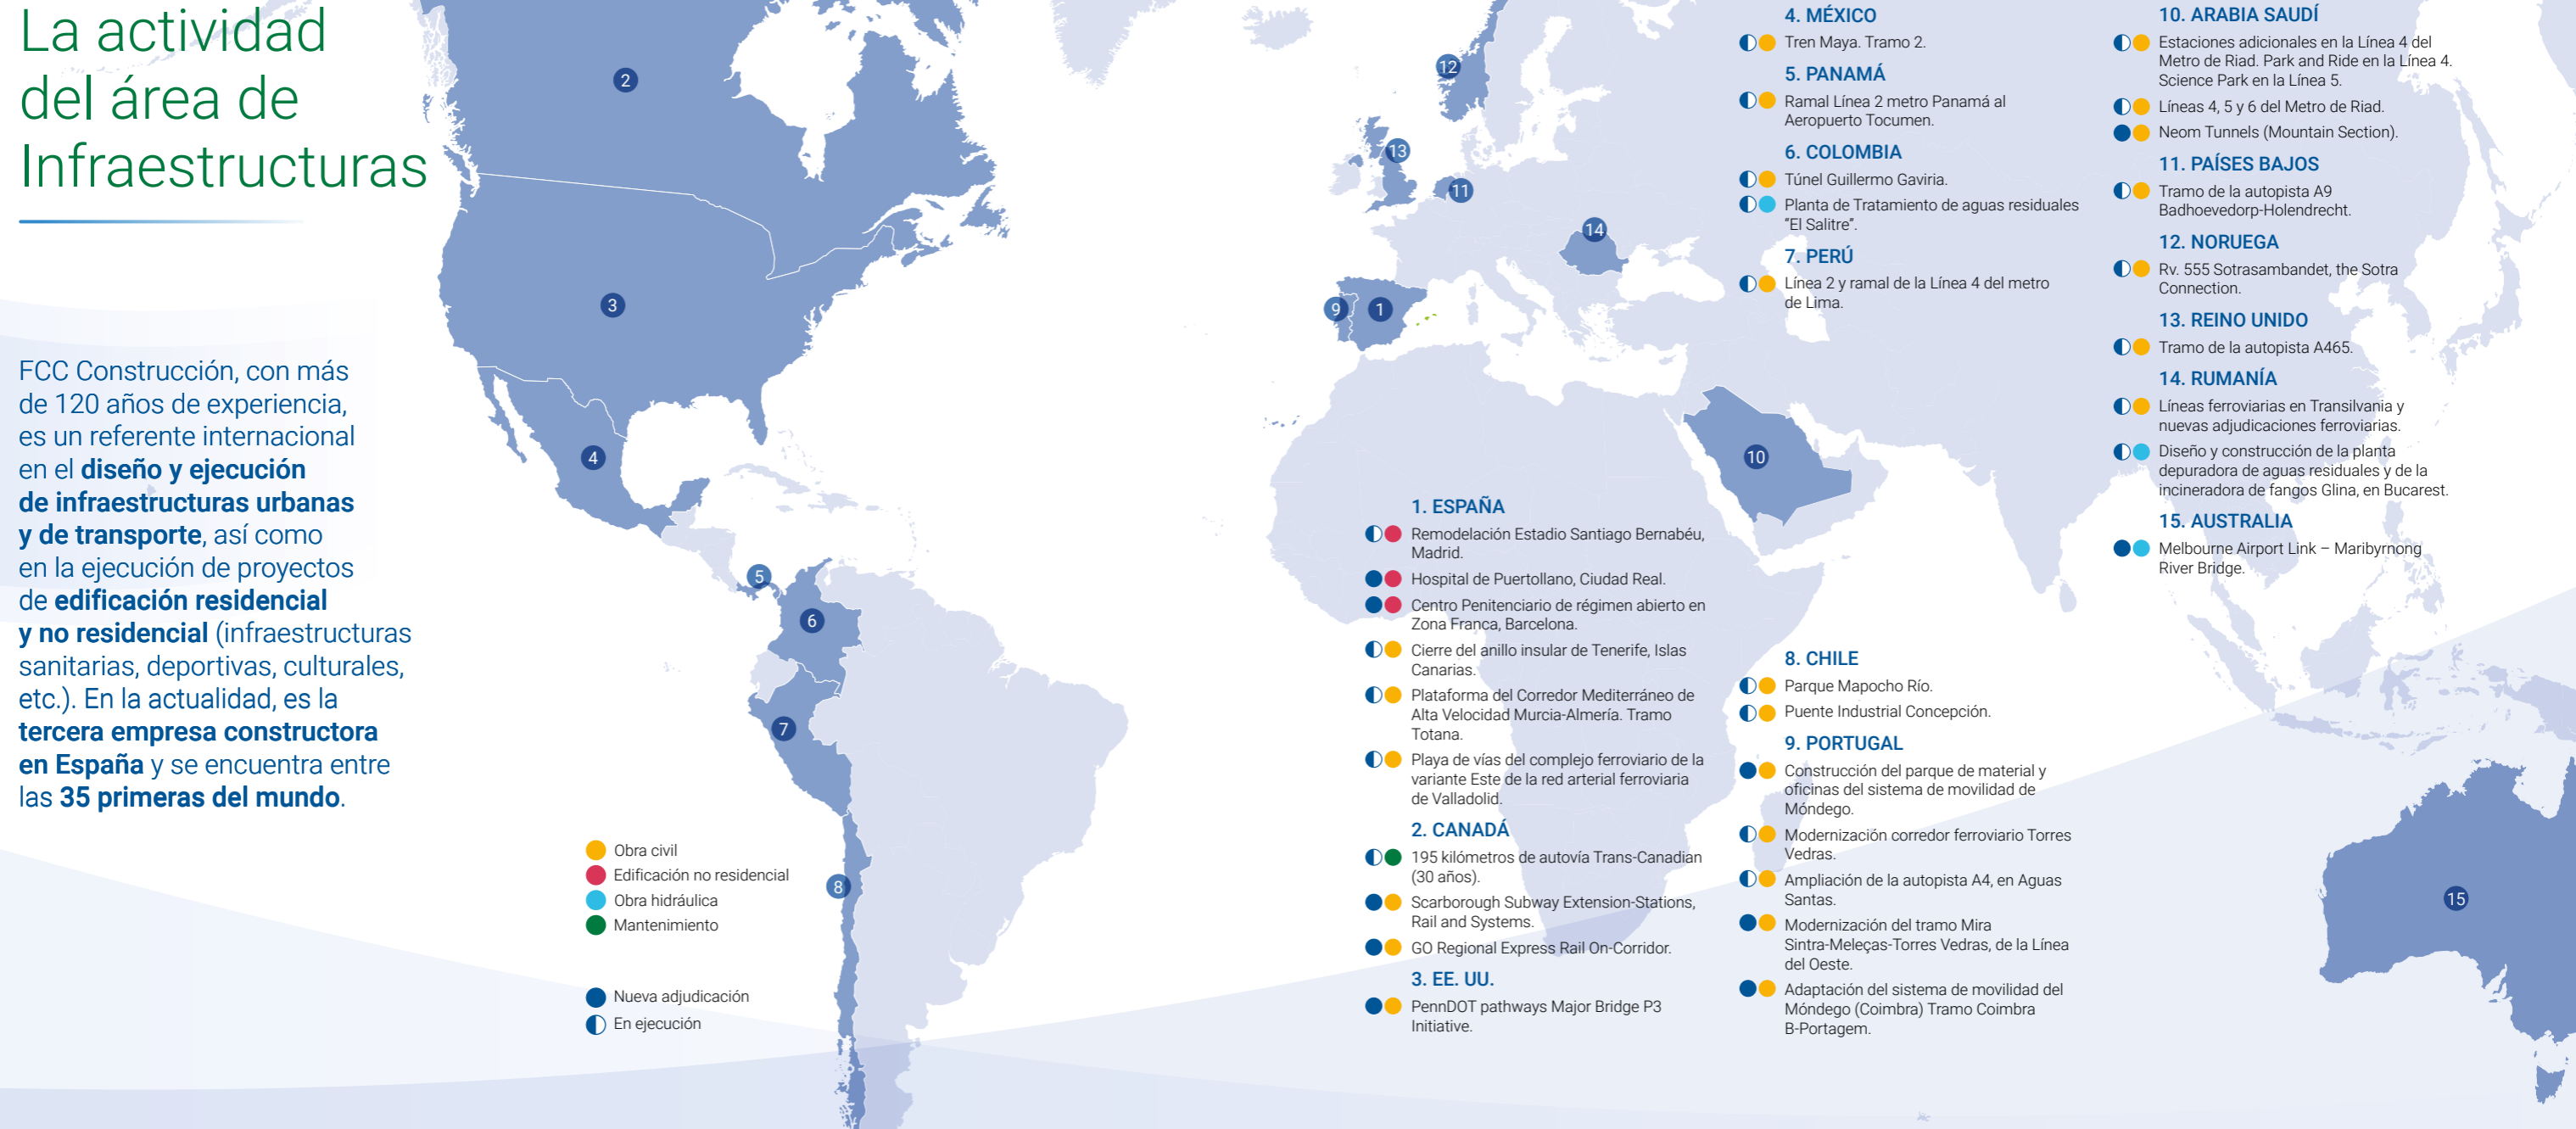 La actividad
del área de
Infraestructuras
FCC Construcción, con más
de 120 años de experiencia,
es un referente internacional
en el diseño y ejecución
de infraestructuras urbanas
y de transporte, así como
en la ejecución de proyectos
de edificación residencial
y no residencial (infraestructuras
sanitarias, deportivas, culturales,
etc.). En la actualidad, es la
tercera empresa constructora
en España y se encuentra entre
las 35 primeras del mundo.
2
3
4
5
6
7
8
12
13
11
14
9
1
10
15
Obra civil
Edificación no residencial
Obra hidráulica
Mantenimiento
Nueva adjudicación
En ejecución
1. ESPAÑA
Remodelación Estadio Santiago Bernabéu,
Madrid.
Hospital de Puertollano, Ciudad Real.
Centro Penitenciario de régimen abierto en
Zona Franca, Barcelona.
Cierre del anillo insular de Tenerife, Islas
Canarias.
Plataforma del Corredor Mediterráneo de
Alta Velocidad Murcia-Almería. Tramo
Totana.
Playa de vías del complejo ferroviario de la
variante Este de la red arterial ferroviaria
de Valladolid.
2. CANADÁ
195 kilómetros de autovía Trans-Canadian
(30 años).
Scarborough Subway Extension-Stations,
Rail and Systems.
GO Regional Express Rail On-Corridor.
3. EE. UU.
PennDOT pathways Major Bridge P3
Initiative.
4. MÉXICO
Tren Maya. Tramo 2.
5. PANAMÁ
Ramal Línea 2 metro Panamá al
Aeropuerto Tocumen.
6. COLOMBIA
Túnel Guillermo Gaviria.
Planta de Tratamiento de aguas residuales
“El Salitre”.
7. PERÚ
Línea 2 y ramal de la Línea 4 del metro
de Lima.
8. CHILE
Parque Mapocho Río.
Puente Industrial Concepción.
9. PORTUGAL
Construcción del parque de material y
oficinas del sistema de movilidad de
Móndego.
Modernización corredor ferroviario Torres
Vedras.
Ampliación de la autopista A4, en Aguas
Santas.
Modernización del tramo Mira
Sintra-Meleças-Torres Vedras, de la Línea
del Oeste.
Adaptación del sistema de movilidad del
Móndego (Coimbra) Tramo Coimbra
B-Portagem.
10. ARABIA SAUDÍ
Estaciones adicionales en la Línea 4 del
Metro de Riad. Park and Ride en la Línea 4.
Science Park en la Línea 5.
Líneas 4, 5 y 6 del Metro de Riad.
Neom Tunnels (Mountain Section).
11. PAÍSES BAJOS
Tramo de la autopista A9
Badhoevedorp-Holendrecht.
12. NORUEGA
Rv. 555 Sotrasambandet, the Sotra
Connection.
13. REINO UNIDO
Tramo de la autopista A465.
14. RUMANÍA
Líneas ferroviarias en Transilvania y
nuevas adjudicaciones ferroviarias.
Diseño y construcción de la planta
depuradora de aguas residuales y de la
incineradora de fangos Glina, en Bucarest.
15. AUSTRALIA
Melbourne Airport Link – Maribyrnong
River Bridge.